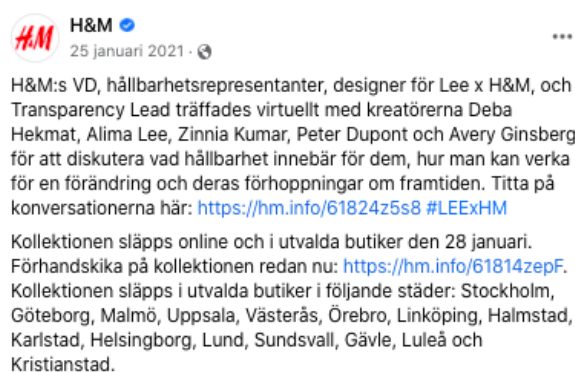 H&M
H&M
25 januari 2021 ·
H&M:s VD, hållbarhetsrepresentanter, designer för Lee x H&M, och
Transparency Lead träffades virtuellt med kreatörerna Deba
Hekmat, Alima Lee, Zinnia Kumar, Peter Dupont och Avery Ginsberg
för att diskutera vad hållbarhet innebär för dem, hur man kan verka
för en förändring och deras förhoppningar om framtiden. Titta på
konversationerna här: https://hm.info/61824z5s8 #LEExHM
Kollektionen släpps online och i utvalda butiker den 28 januari.
Förhandskika på kollektionen redan nu: https://hm.info/61814zepF.
Kollektionen släpps i utvalda butiker i följande städer: Stockholm,
Göteborg, Malmö, Uppsala, Västerås, Örebro, Linköping, Halmstad,
Karlstad, Helsingborg, Lund, Sundsvall, Gävle, Luleå och
Kristianstad.